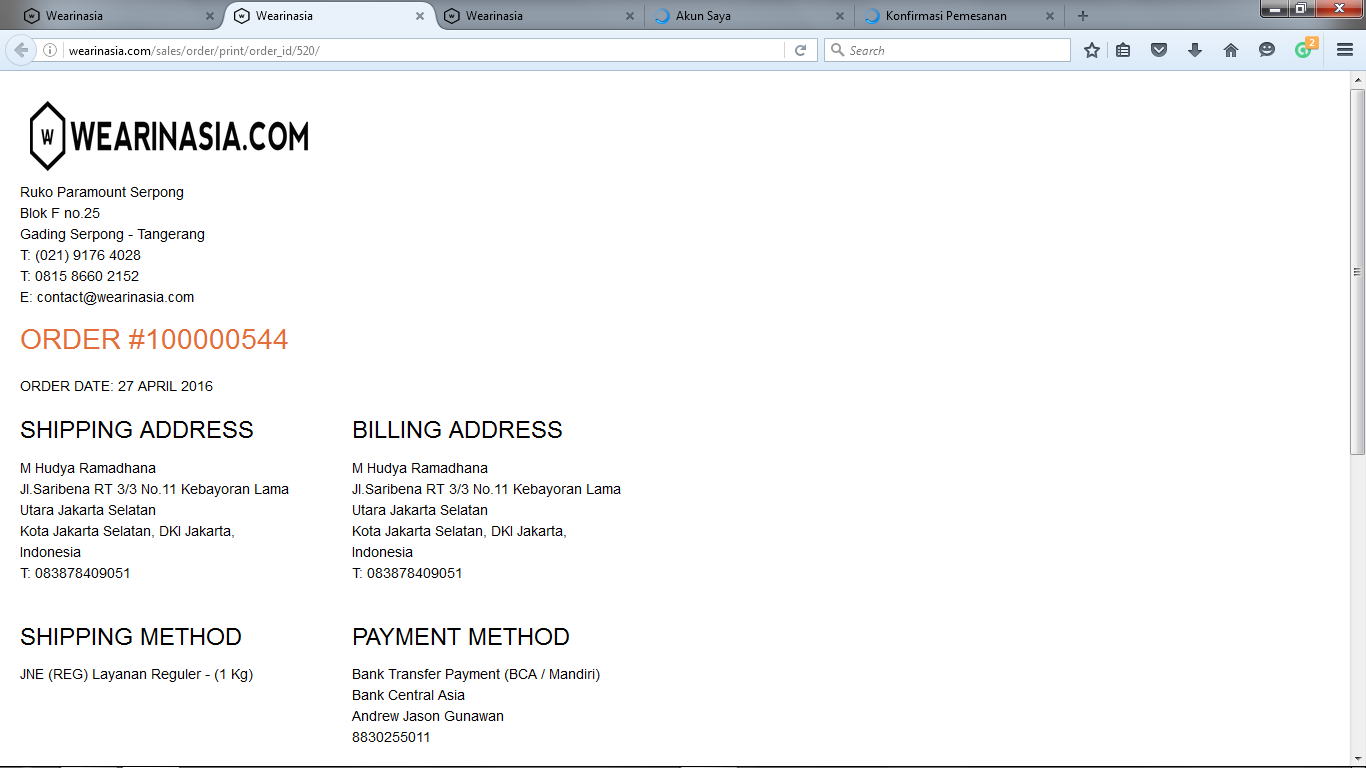 Wearinasia
Wearinasia
Wearinasia
Akun Saya
Konfirmasi Pemesanan
wearinasia.com/sales/order/print/order_id/520/
Search
2
W WEARINASIA.COM
Ruko Paramount Serpong
Blok F no.25
Gading Serpong - Tangerang
T: (021) 9176 4028
T: 0815 8660 2152
E: contact@wearinasia.com
ORDER #100000544
ORDER DATE: 27 APRIL 2016
SHIPPING ADDRESS
M Hudya Ramadhana
Jl.Saribena RT 3/3 No.11 Kebayoran Lama
Utara Jakarta Selatan
Kota Jakarta Selatan, DKI Jakarta,
Indonesia
T: 083878409051
BILLING ADDRESS
M Hudya Ramadhana
Jl.Saribena RT 3/3 No.11 Kebayoran Lama
Utara Jakarta Selatan
Kota Jakarta Selatan, DKI Jakarta,
Indonesia
T: 083878409051
SHIPPING METHOD
JNE (REG) Layanan Reguler - (1 Kg)
PAYMENT METHOD
Bank Transfer Payment (BCA / Mandiri)
Bank Central Asia
Andrew Jason Gunawan
8830255011